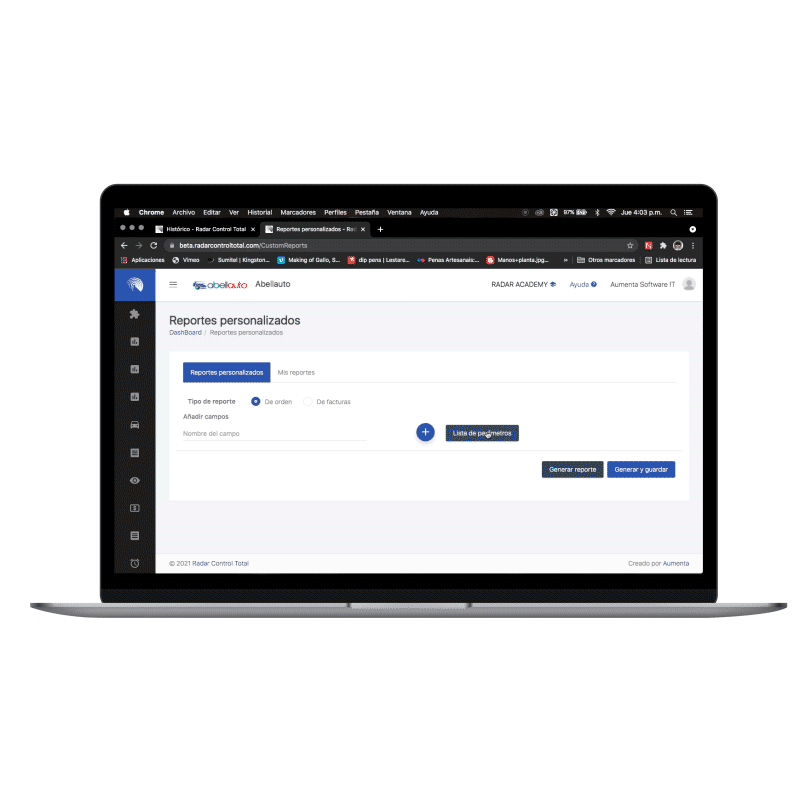 Chrome Archivo Editar Ver Historial Marcadores Perfiles Pestaña Ventana Ayuda 97% Jue 4:03 p.m.
Histórico - Radar Control Total Reportes personalizados - Rad
beta.radarcontroltotal.com/CustomReports
Aplicaciones Vimeo Sumitel | Kingston... Making of Gallo, S... dip pens | Lestare... Penas Artesanais:... Manos+planta.jpg... » Otros marcadores Lista de lectura
abeliauto Abeliauto RADAR ACADEMY Ayuda Aumenta Software IT
Reportes personalizados
DashBoard / Reportes personalizados
Reportes personalizados Mis reportes
Tipo de reporte De orden De facturas
Añadir campos
Nombre del campo + Lista de parámetros
Generar reporte Generar y guardar
© 2021 Radar Control Total Creado por Aumenta